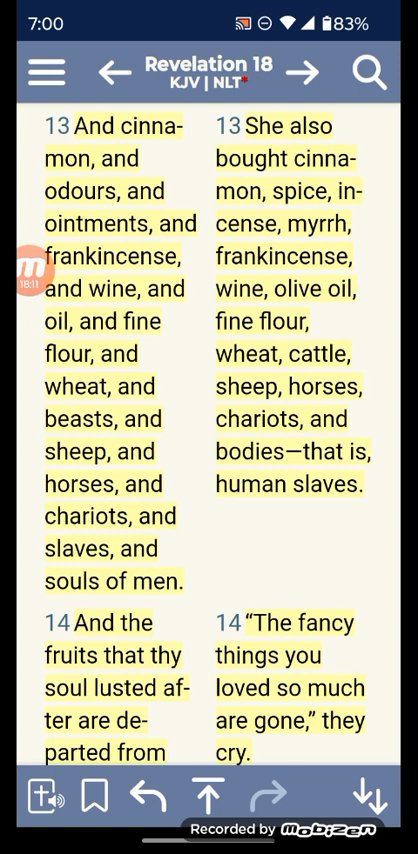 7:00
83%
Revelation 18
KJV | NLT*
13 And cinna-
mon, and
odours, and
ointments, and
frankincense,
and wine, and
oil, and fine
flour, and
wheat, and
beasts, and
sheep, and
horses, and
chariots, and
slaves, and
souls of men.
14 And the
fruits that thy
soul lusted af-
ter are de-
parted from
13 She also
bought cinna-
mon, spice, in-
cense, myrrh,
frankincense,
wine, olive oil,
fine flour,
wheat, cattle,
sheep, horses,
chariots, and
bodies—that is,
human slaves.
14 “The fancy
things you
loved so much
are gone,” they
cry.
m
18:11
Recorded by mobizen